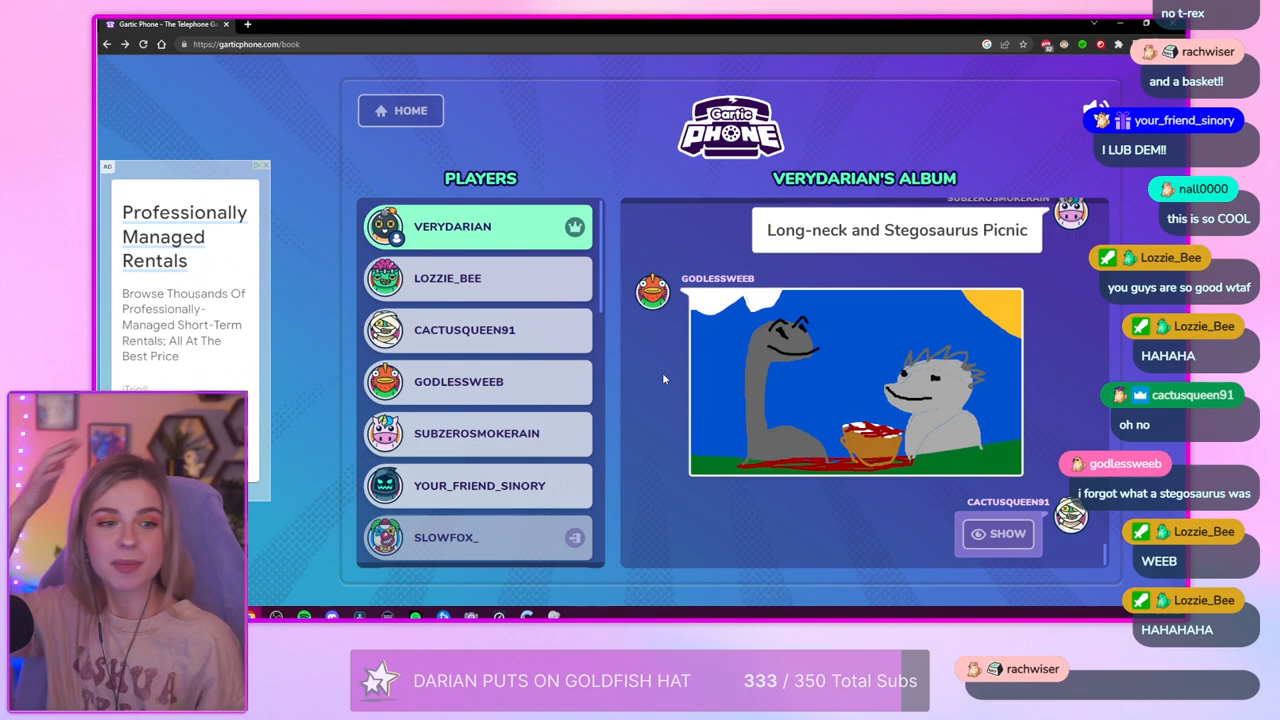 Gartic Phone - The Telephone Ga
https://garticphone.com/book
HOME
Gartic
PHONE
PLAYERS
VERYDARIAN'S ALBUM
VERYDARIAN
LOZZIE_BEE
CACTUSQUEEN91
GODLESSWEEB
SUBZEROSMOKERAIN
YOUR_FRIEND_SINORY
SLOWFOX_
SUBZEROSMOKERAIN
Long-neck and Stegosaurus Picnic
GODLESSWEEB
CACTUSQUEEN91
SHOW
AD
Professionally
Managed
Rentals
Browse Thousands Of
Professionally-
Managed Short-Term
Rentals; All At The
Best Price
no t-rex
rachwiser
and a basket!!
your_friend_sinory
I LUB DEM!!
nall0000
this is so COOL
Lozzie_Bee
you guys are so good wtaf
Lozzie_Bee
HAHAHA
cactusqueen91
oh no
godlessweeb
i forgot what a stegosaurus was
Lozzie_Bee
WEEB
Lozzie_Bee
HAHAHAHA
rachwiser
DARIAN PUTS ON GOLDFISH HAT
333 / 350 Total Subs